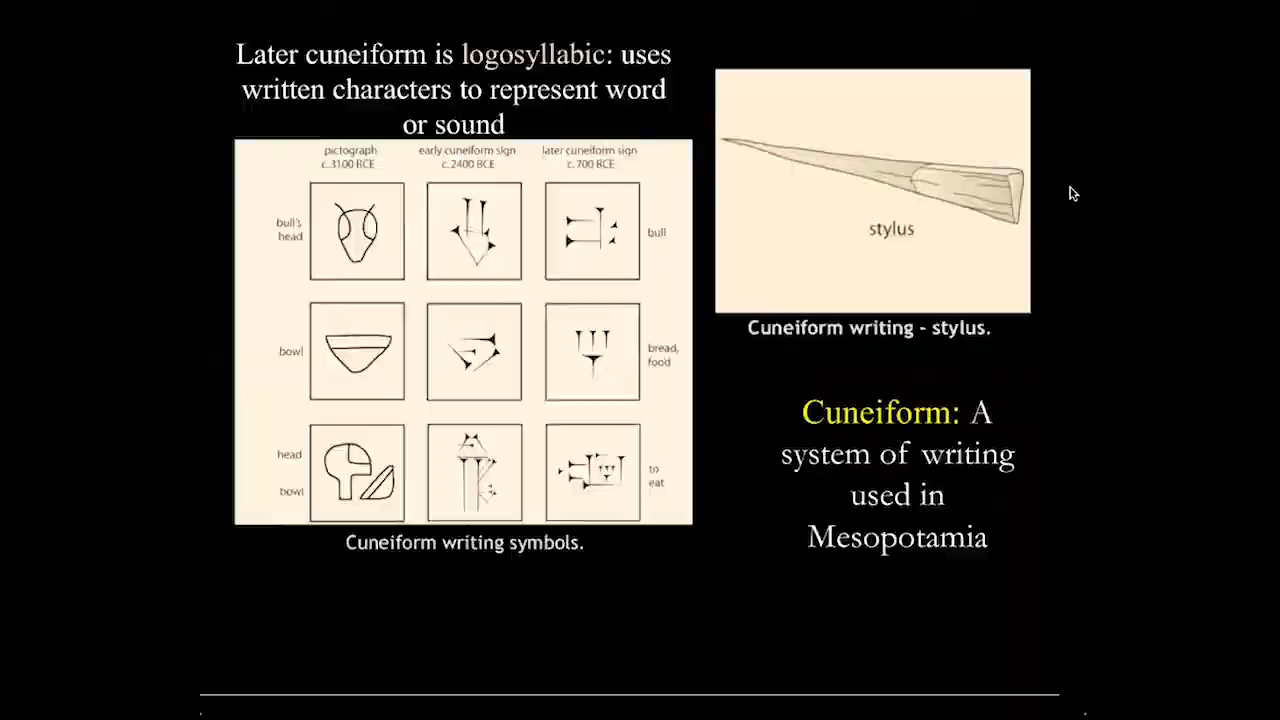 Later cuneiform is logosyllabic: uses
written characters to represent word
or sound
pictograph
c.3100 BCE
early cuneiform sign
c.2400 BCE
later cuneiform sign
c.700 BCE
bull's
head
bull
bowl
bread,
food
head
bowl
to
eat
Cuneiform writing symbols.
stylus
Cuneiform writing - stylus.
Cuneiform: A
system of writing
used in
Mesopotamia